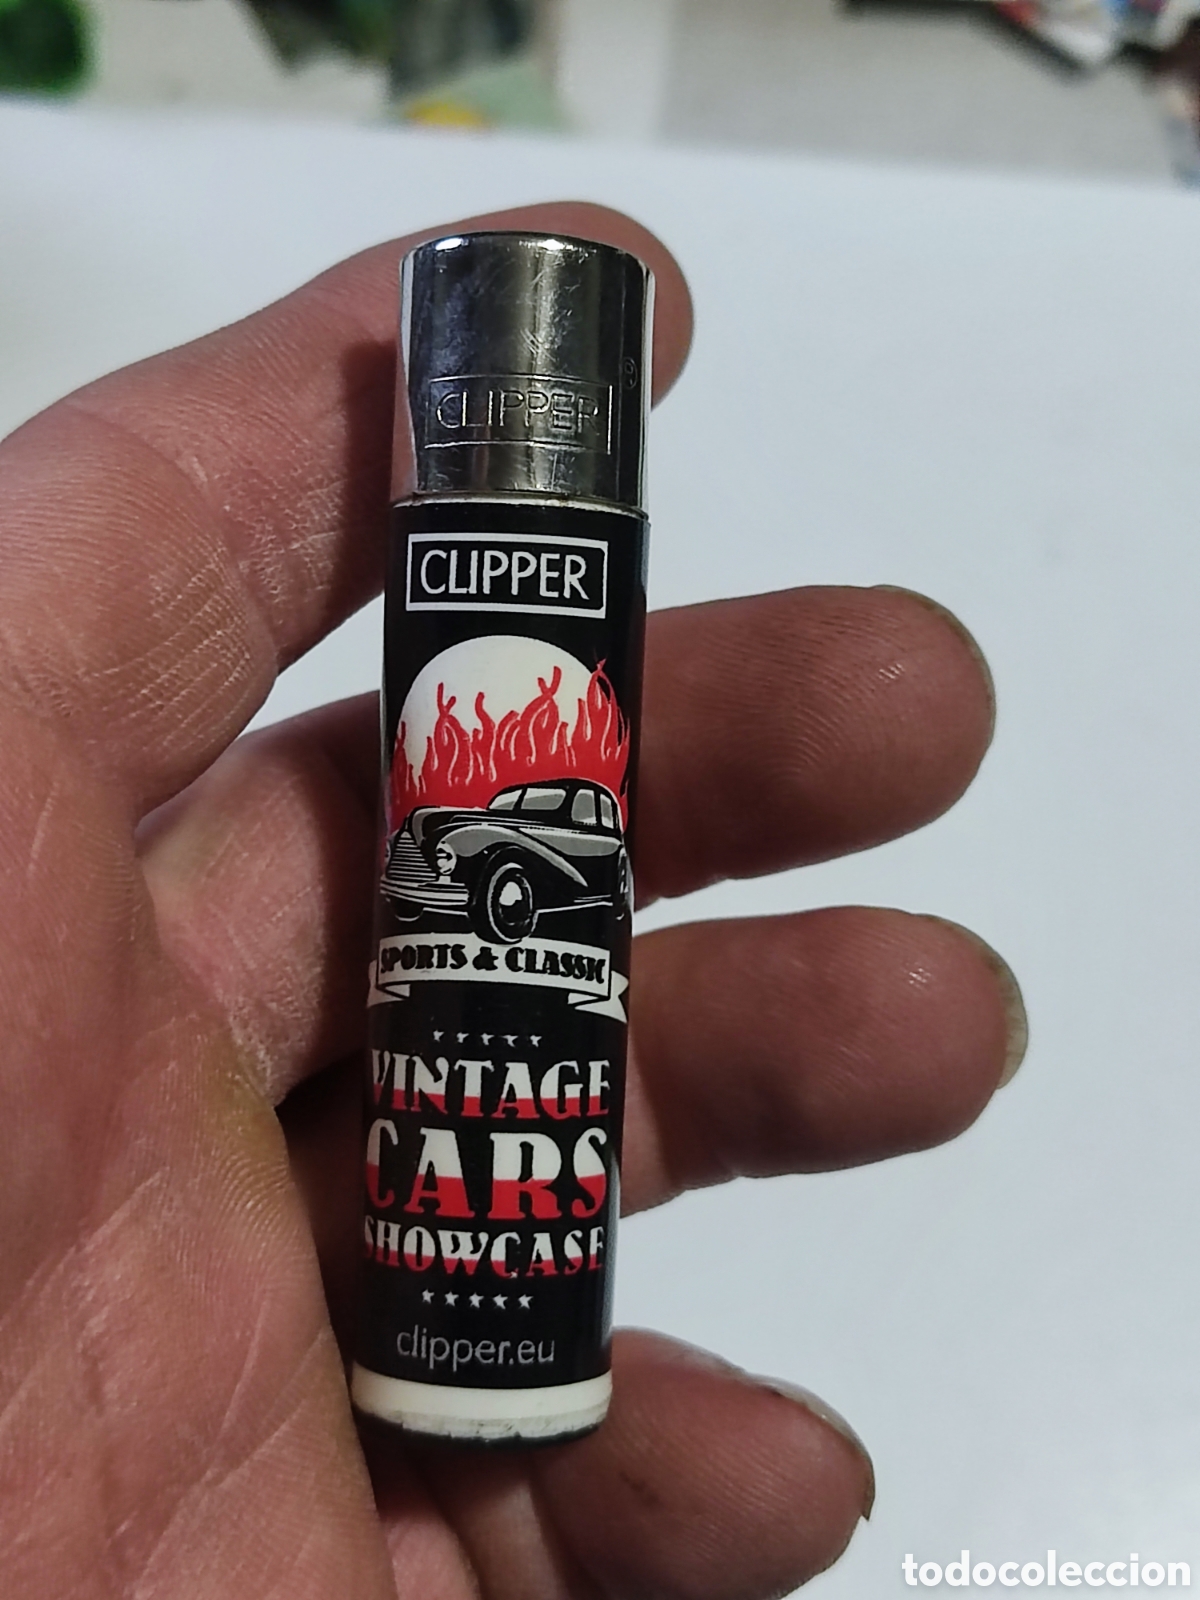 CLIPPER ®
CLIPPER
SPORTS & CLASSIC
VINTAGE
CARS
SHOWCASE
clipper.eu
todocoleccion